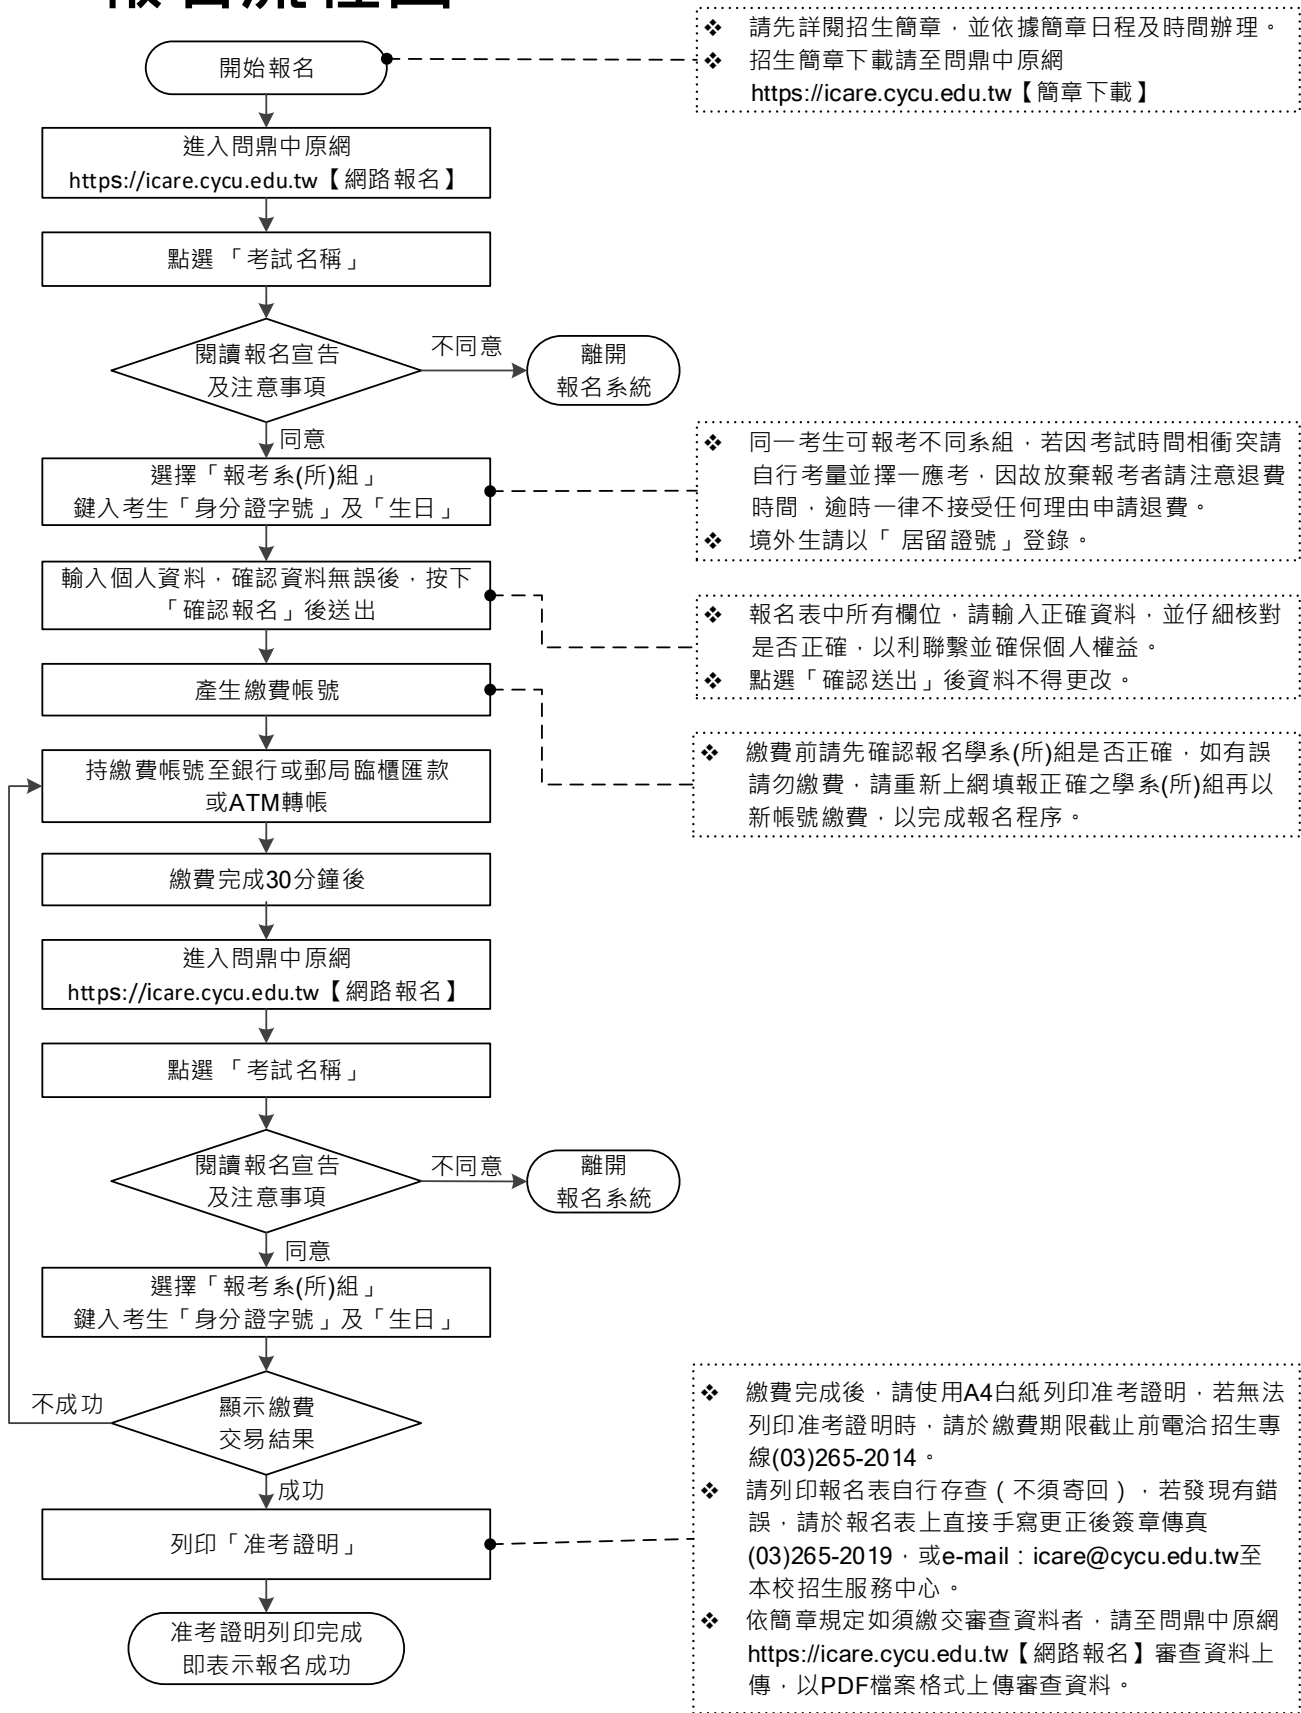 報名流程圖
開始報名
❖ 請先詳閱招生簡章，並依據簡章日程及時間辦理。
❖ 招生簡章下載請至問鼎中原網
https://icare.cycu.edu.tw【簡章下載】
進入問鼎中原網
https://icare.cycu.edu.tw【網路報名】
點選「考試名稱」
閱讀報名宣告
及注意事項
不同意
離開
報名系統
同意
選擇「報考系(所)組」
鍵入考生「身分證字號」及「生日」
❖ 同一考生可報考不同系組，若因考試時間相衝突請
自行考量並擇一應考，因故放棄報考者請注意退費
時間，逾時一律不接受任何理由申請退費。
❖ 境外生請以「 居留證號」登錄。
輸入個人資料，確認資料無誤後，按下
「確認報名」後送出
❖ 報名表中所有欄位，請輸入正確資料，並仔細核對
是否正確，以利聯繫並確保個人權益。
❖ 點選「確認送出」後資料不得更改。
產生繳費帳號
❖ 繳費前請先確認報名學系(所)組是否正確，如有誤
請勿繳費，請重新上網填報正確之學系(所)組再以
新帳號繳費，以完成報名程序。
持繳費帳號至銀行或郵局臨櫃匯款
或ATM轉帳
繳費完成30分鐘後
進入問鼎中原網
https://icare.cycu.edu.tw【網路報名】
點選「考試名稱」
閱讀報名宣告
及注意事項
不同意
離開
報名系統
同意
選擇「報考系(所)組」
鍵入考生「身分證字號」及「生日」
不成功
顯示繳費
交易結果
成功
列印「准考證明」
❖ 繳費完成後，請使用A4白紙列印准考證明，若無法
列印准考證明時，請於繳費期限截止前電洽招生專
線(03)265-2014。
❖ 請列印報名表自行存查（不須寄回），若發現有錯
誤，請於報名表上直接手寫更正後簽章傳真
(03)265-2019，或e-mail：icare@cycu.edu.tw至
本校招生服務中心。
❖ 依簡章規定如須繳交審查資料者，請至問鼎中原網
https://icare.cycu.edu.tw【網路報名】審查資料上
傳，以PDF檔案格式上傳審查資料。
准考證明列印完成
即表示報名成功